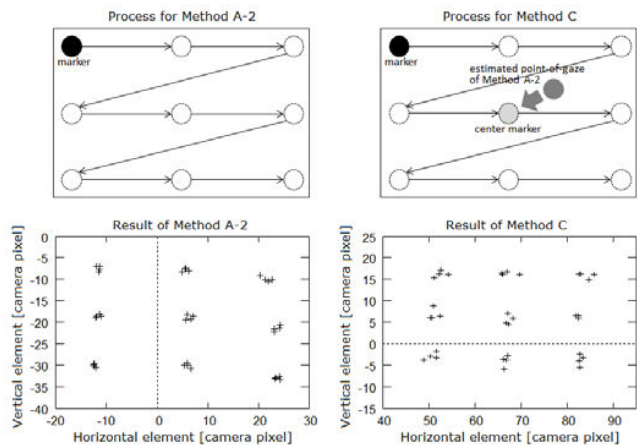 Process for Method A-2
marker
Process for Method C
marker
estimated point-of-gaze
of Method A-2
center marker
Result of Method A-2
Vertical element [camera pixel]
0
-5
-10
-15
-20
-25
-30
-35
-40
-20
-10
0
10
20
30
Horizontal element [camera pixel]
Result of Method C
Vertical element [camera pixel]
25
20
15
10
5
0
-5
-10
-15
40
50
60
70
80
90
Horizontal element [camera pixel]